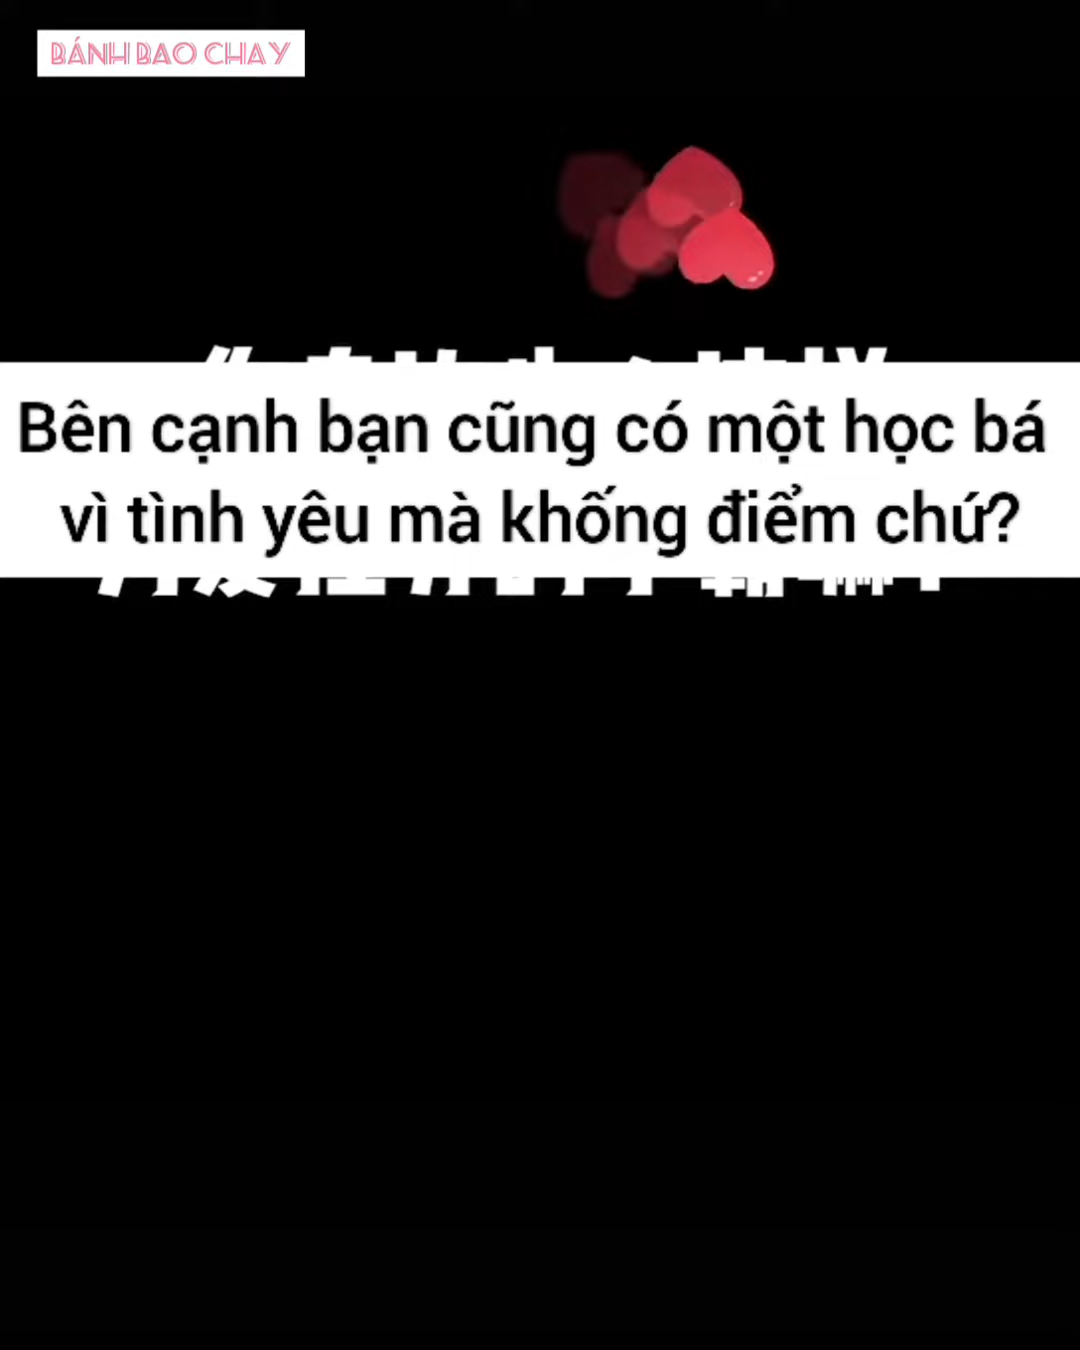 BÁNH BAO CHAY
Bên cạnh bạn cũng có một học bá
vì tình yêu mà khống điểm chứ?